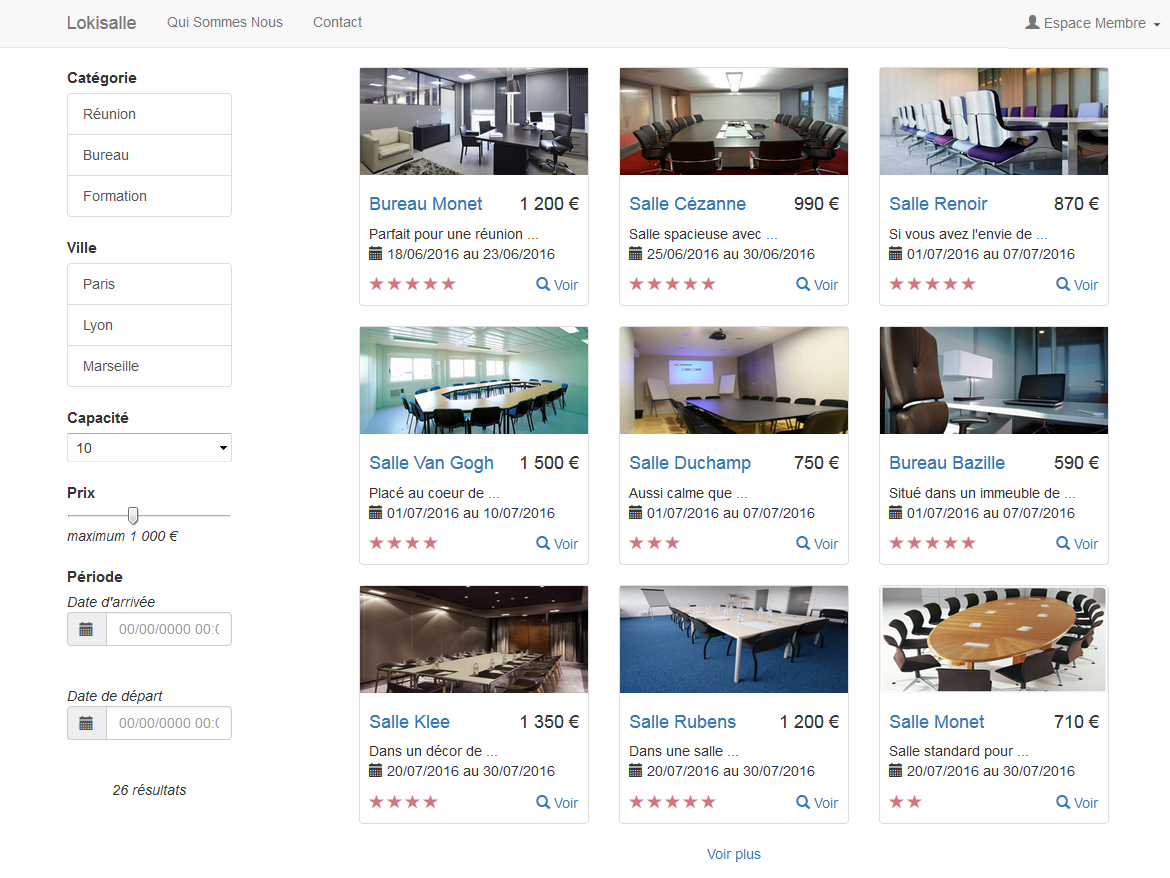 Lokisalle
Qui Sommes Nous
Contact
Espace Membre
Catégorie
Réunion
Bureau
Formation
Ville
Paris
Lyon
Marseille
Capacité
10
Prix
maximum 1 000 €
Période
Date d'arrivée
00/00/0000 00:0
Date de départ
00/00/0000 00:0
26 résultats
Bureau Monet 1 200 €
Parfait pour une réunion ...
18/06/2016 au 23/06/2016
Voir
Salle Cézanne 990 €
Salle spacieuse avec ...
25/06/2016 au 30/06/2016
Voir
Salle Renoir 870 €
Si vous avez l'envie de ...
01/07/2016 au 07/07/2016
Voir
Salle Van Gogh 1 500 €
Placé au coeur de ...
01/07/2016 au 10/07/2016
Voir
Salle Duchamp 750 €
Aussi calme que ...
01/07/2016 au 07/07/2016
Voir
Bureau Bazille 590 €
Situé dans un immeuble de ...
01/07/2016 au 07/07/2016
Voir
Salle Klee 1 350 €
Dans un décor de ...
20/07/2016 au 30/07/2016
Voir
Salle Rubens 1 200 €
Dans une salle ...
20/07/2016 au 30/07/2016
Voir
Salle Monet 710 €
Salle standard pour ...
20/07/2016 au 30/07/2016
Voir
Voir plus